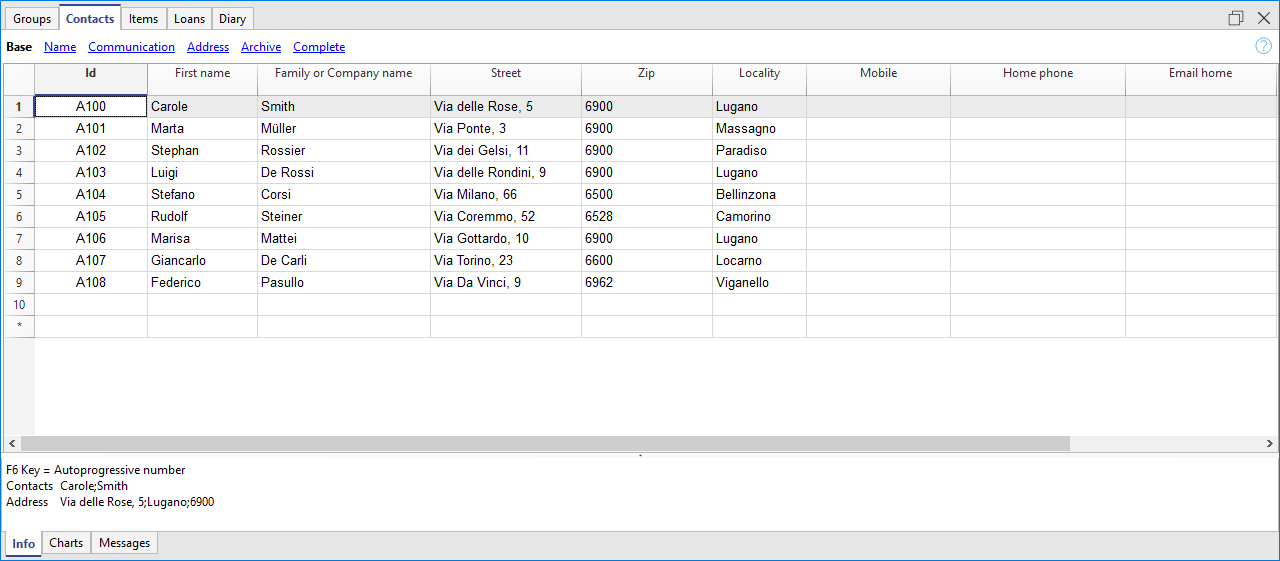 Groups Contacts Items Loans Diary
Base Name Communication Address Archive Complete ?
Id First name Family or Company name Street Zip Locality Mobile Home phone Email home
1 A100 Carole Smith Via delle Rose, 5 6900 Lugano
2 A101 Marta Müller Via Ponte, 3 6900 Massagno
3 A102 Stephan Rossier Via dei Gelsi, 11 6900 Paradiso
4 A103 Luigi De Rossi Via delle Rondini, 9 6900 Lugano
5 A104 Stefano Corsi Via Milano, 66 6500 Bellinzona
6 A105 Rudolf Steiner Via Coremmo, 52 6528 Camorino
7 A106 Marisa Mattei Via Gottardo, 10 6900 Lugano
8 A107 Giancarlo De Carli Via Torino, 23 6600 Locarno
9 A108 Federico Pasullo Via Da Vinci, 9 6962 Viganello
10
*
F6 Key = Autoprogressive number
Contacts Carole;Smith
Address Via delle Rose, 5;Lugano;6900
Info Charts Messages